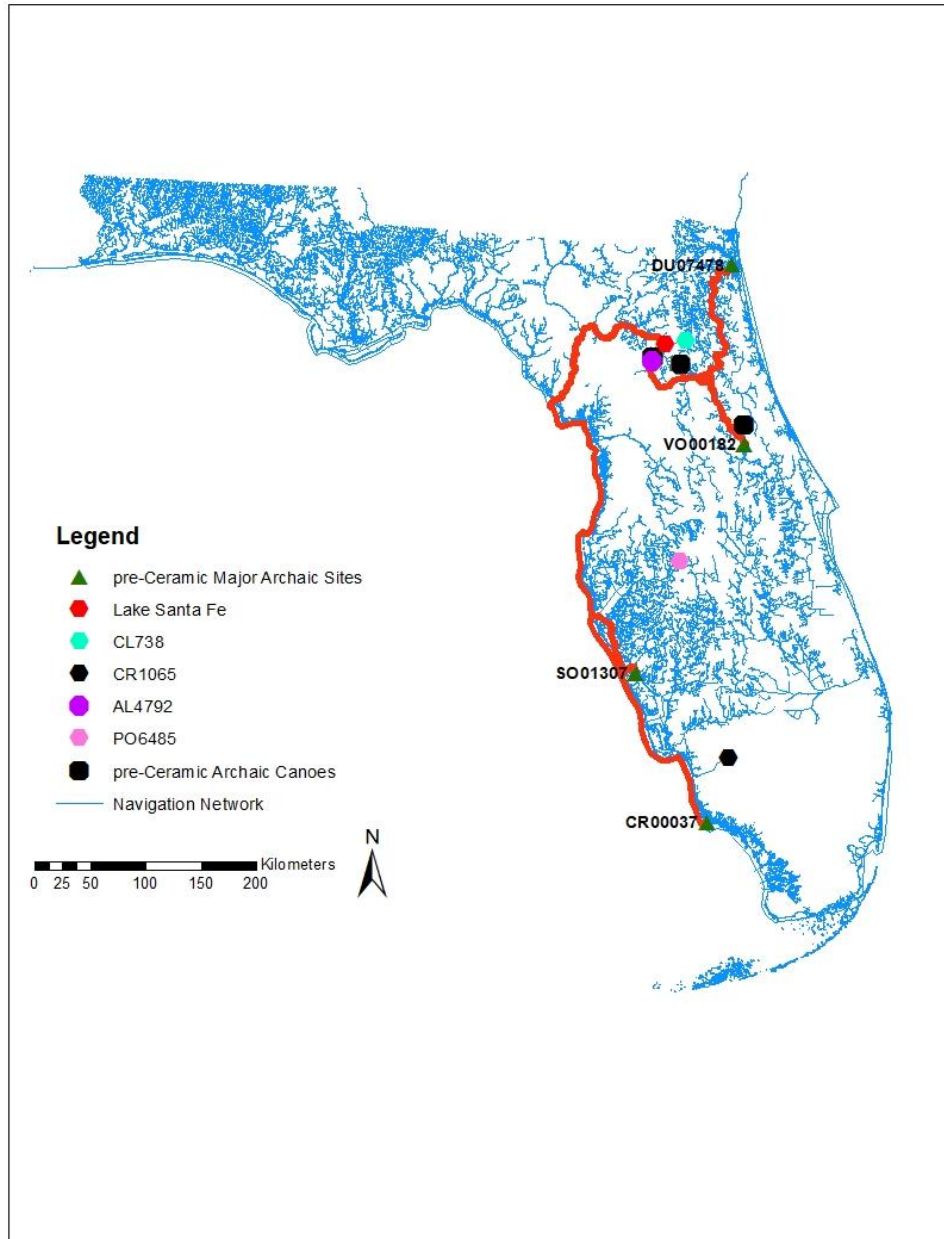 DU07478
VO00182
Legend
pre-Ceramic Major Archaic Sites
Lake Santa Fe
CL738
CR1065
AL4792
PO6485
pre-Ceramic Archaic Canoes
Navigation Network
SO01307
CR00037
N
Kilometers
0 25 50 100 150 200